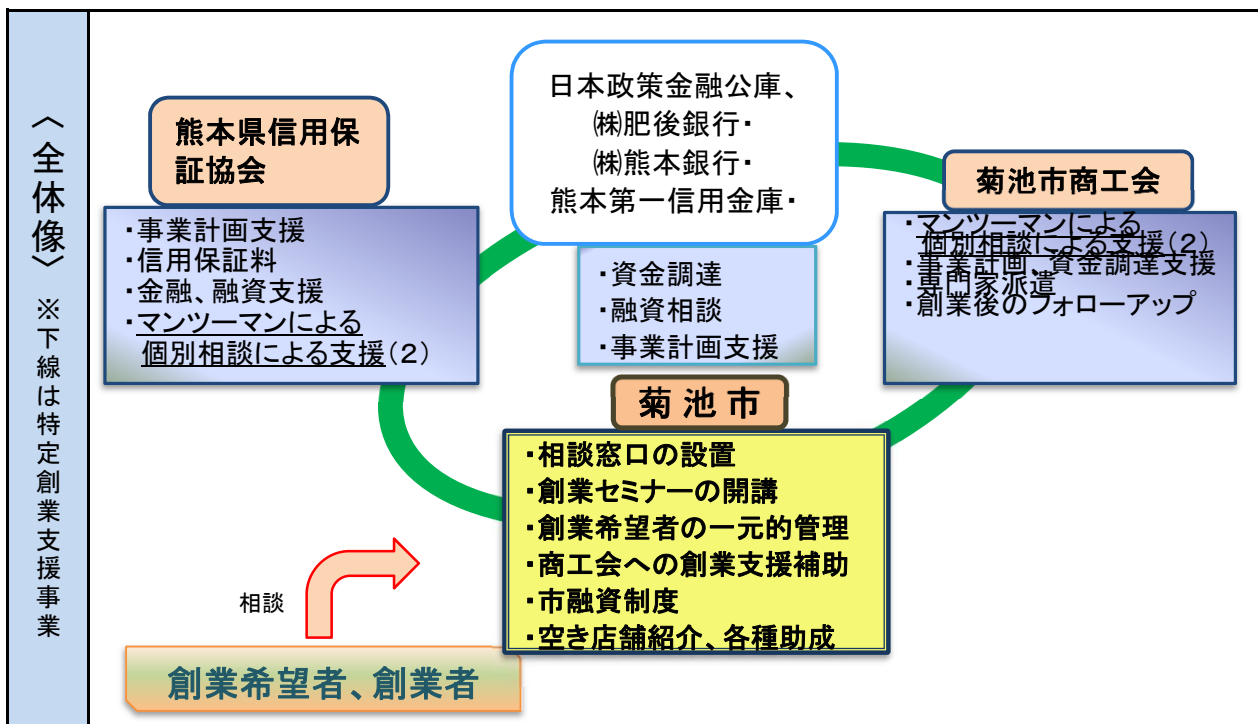 〈全体像〉 ※下線は特定創業支援事業
熊本県信用保
証協会
・事業計画支援
・信用保証料
・金融、融資支援
・マンツーマンによる
個別相談による支援(2)
日本政策金融公庫、
㈱肥後銀行・
㈱熊本銀行・
熊本第一信用金庫・
・資金調達
・融資相談
・事業計画支援
菊池市商工会
・マンツーマンによる
個別相談による支援(2)
・事業計画、資金調達支援
・専門家派遣
・創業後のフォローアップ
菊 池 市
・相談窓口の設置
・創業セミナーの開講
・創業希望者の一元的管理
・商工会への創業支援補助
・市融資制度
・空き店舗紹介、各種助成
相談
創業希望者、創業者